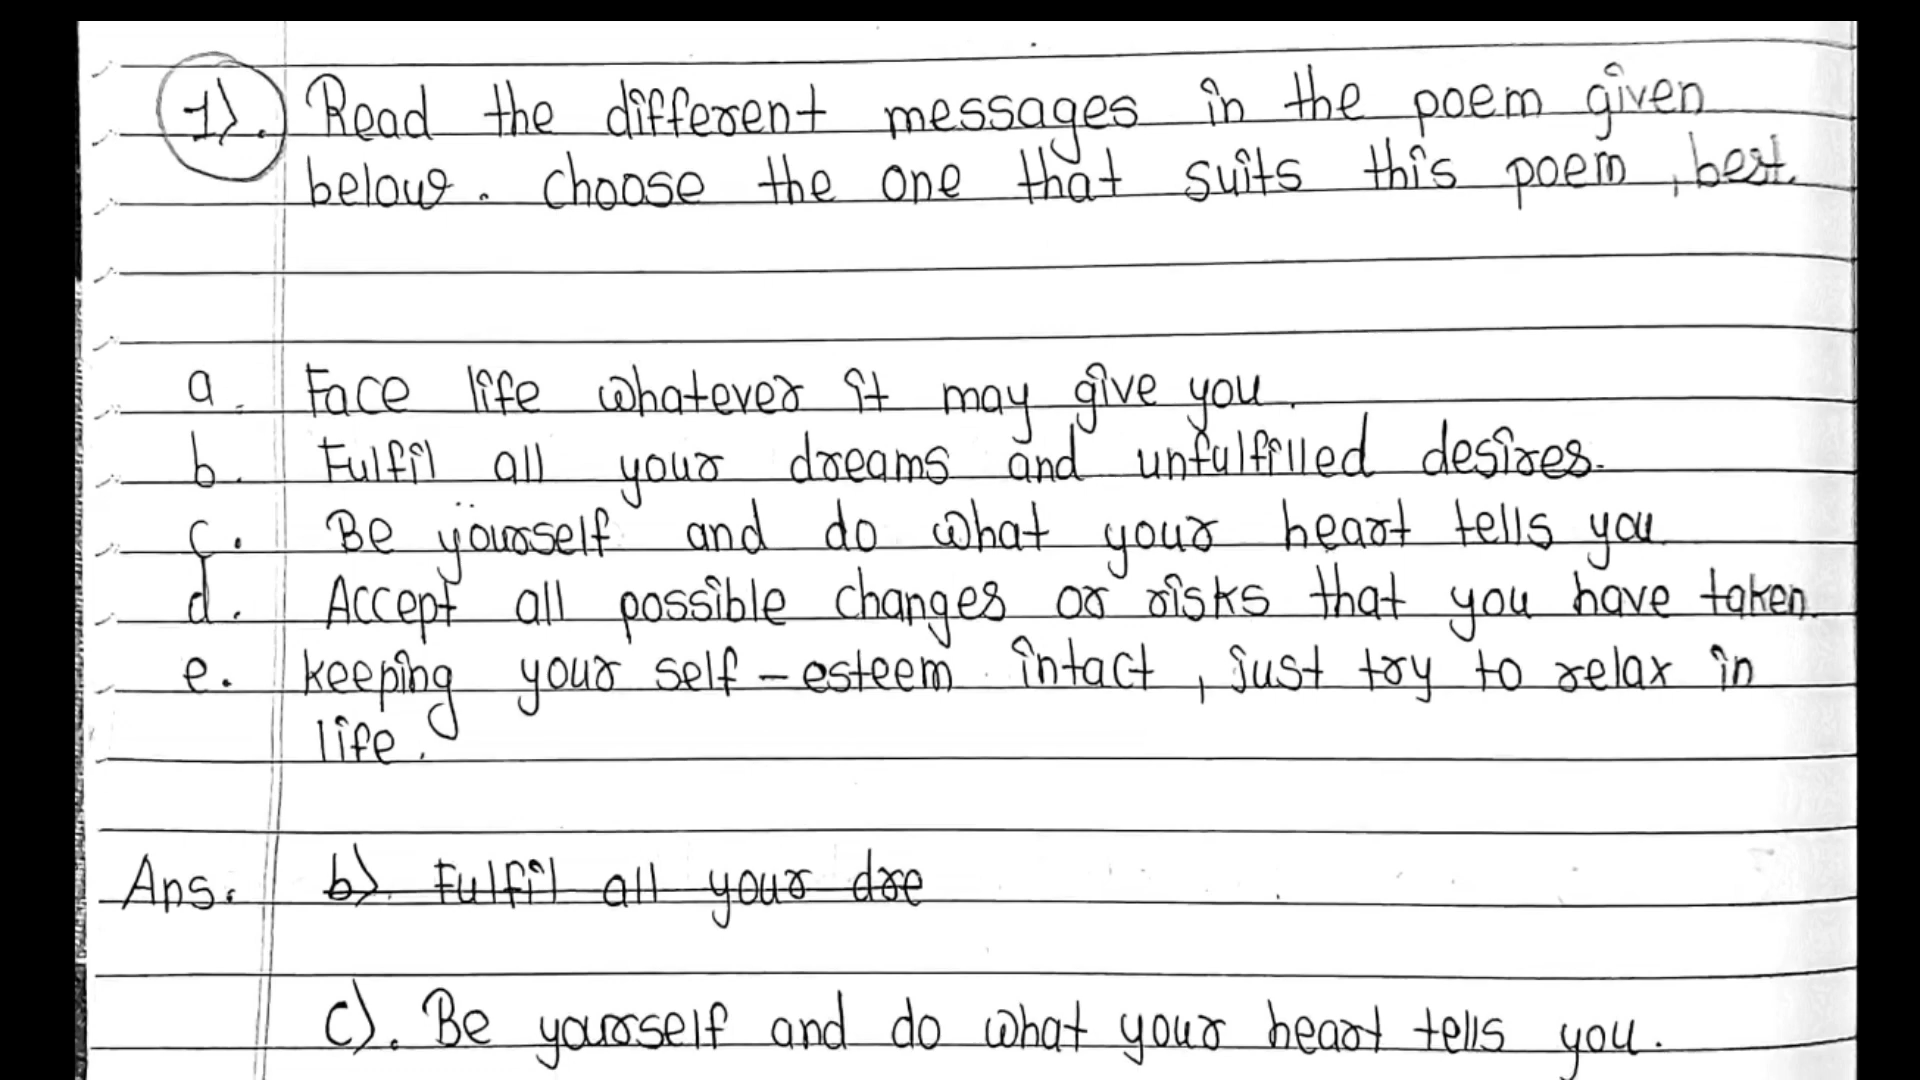 1). Read the different messages in the poem given
below. choose the one that suits this poem, best.
a. Face life whatever it may give you.
b. Fulfil all your dreams and unfulfilled desires.
c. Be yourself and do what your heart tells you
d. Accept all possible changes or risks that you have taken.
e. keeping your self-esteem intact, just try to relax in
life.
Ans. b). Fulfil all your dre
c). Be yourself and do what your heart tells you.